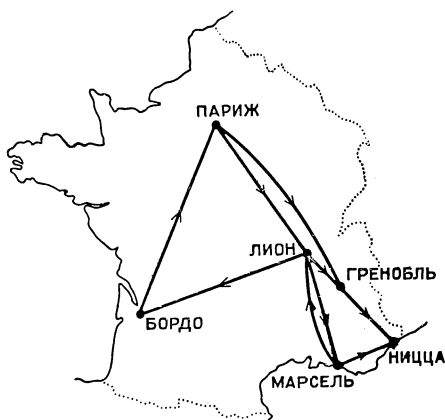 ПАРИЖ
ЛИОН
ГРЕНОБЛЬ
БОРДО
НИЦЦА
МАРСЕЛЬ